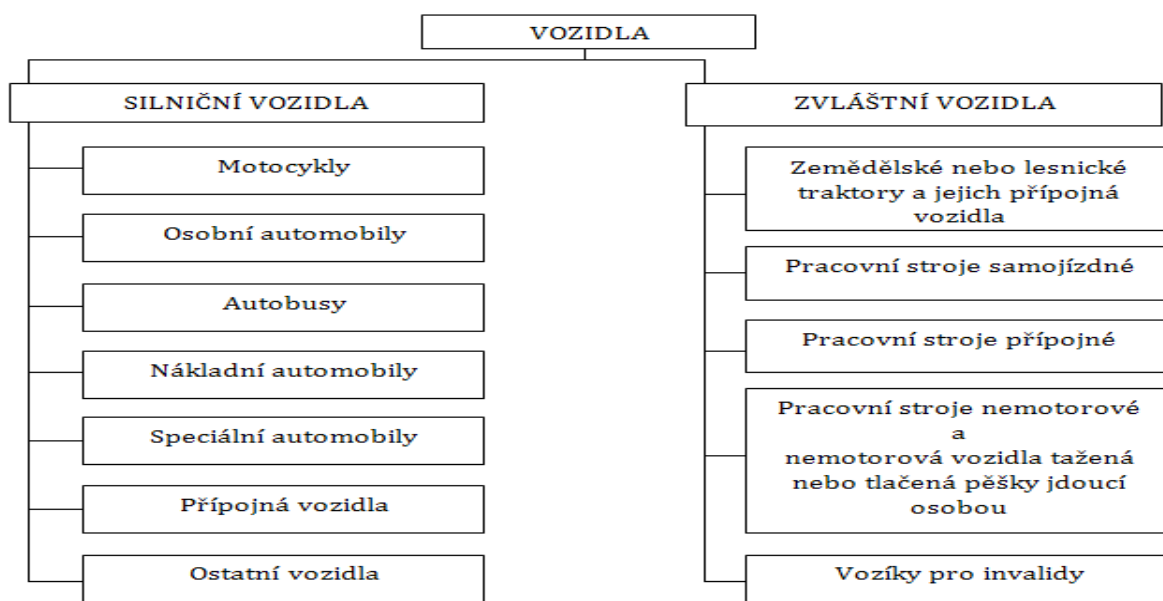 VOZIDLA
SILNIČNÍ VOZIDLA
Motocykly
Osobní automobily
Autobusy
Nákladní automobily
Speciální automobily
Přípojná vozidla
Ostatní vozidla
ZVLÁŠTNÍ VOZIDLA
Zemědělské nebo lesnické
traktory a jejich přípojná
vozidla
Pracovní stroje samojízdné
Pracovní stroje přípojné
Pracovní stroje nemotorové
a
nemotorová vozidla tažená
nebo tlačená pěšky jdoucí
osobou
Vozíky pro invalidy